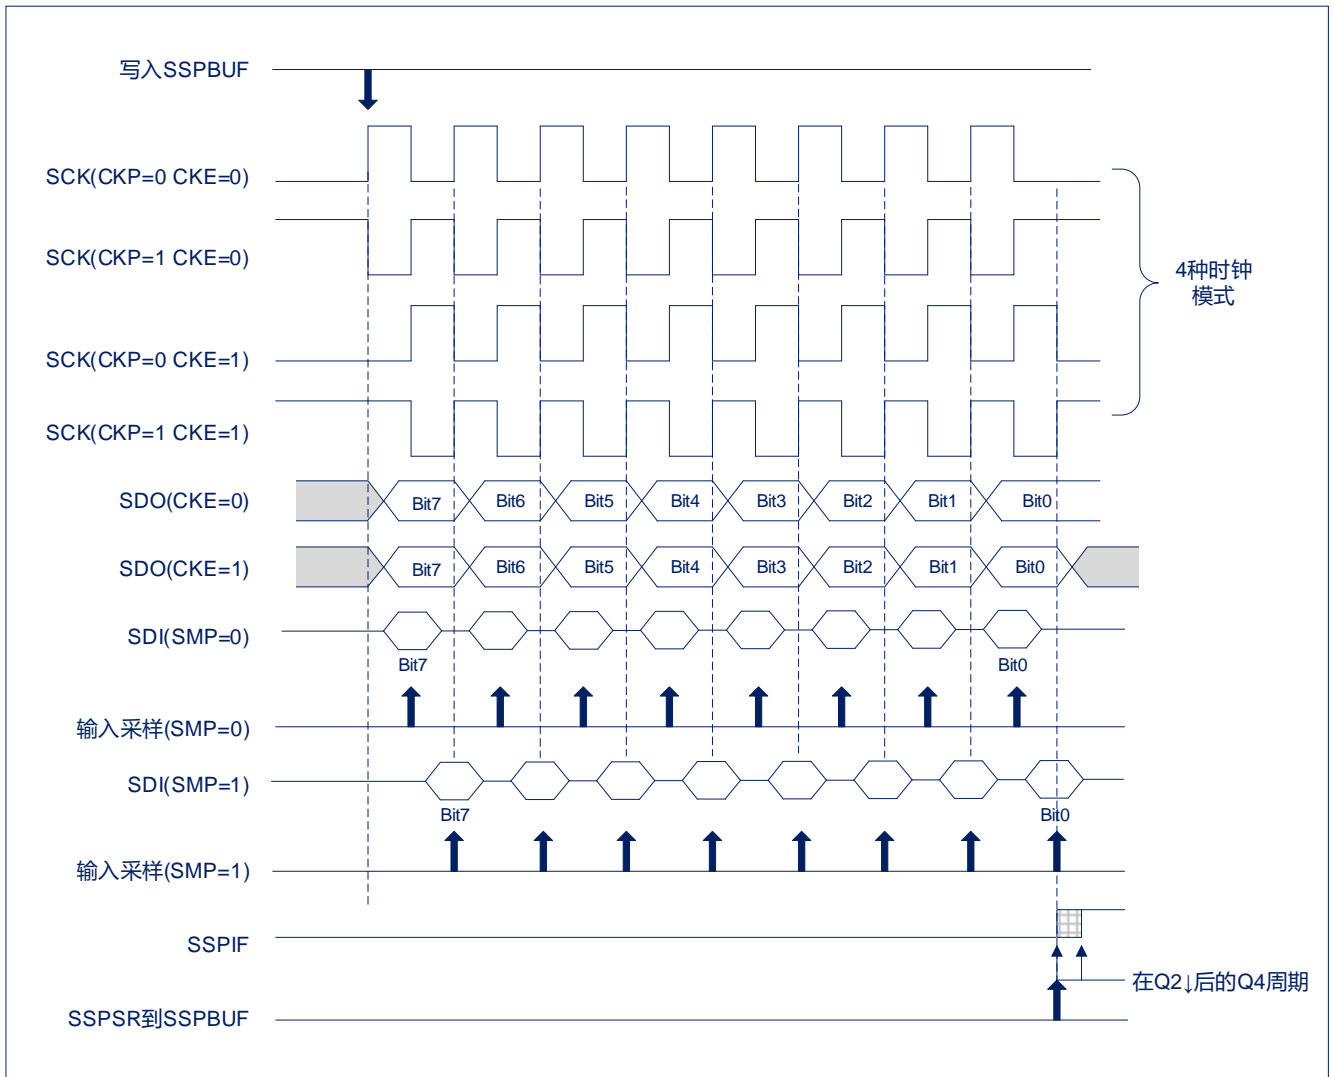 写入SSPBUF
SCK(CKP=0 CKE=0)
SCK(CKP=1 CKE=0)
4种时钟
模式
SCK(CKP=0 CKE=1)
SCK(CKP=1 CKE=1)
SDO(CKE=0)
Bit7 Bit6 Bit5 Bit4 Bit3 Bit2 Bit1 Bit0
SDO(CKE=1)
Bit7 Bit6 Bit5 Bit4 Bit3 Bit2 Bit1 Bit0
SDI(SMP=0)
Bit7 Bit0
输入采样(SMP=0)
SDI(SMP=1)
Bit7 Bit0
输入采样(SMP=1)
SSPIF
在Q2↓后的Q4周期
SSPSR到SSPBUF